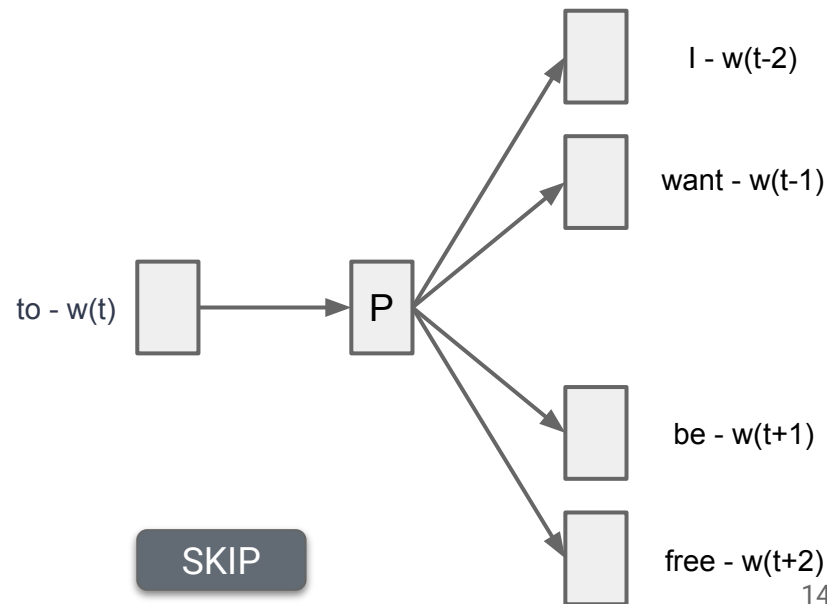 I - w(t-2)
want - w(t-1)
to - w(t)
P
be - w(t+1)
SKIP
free - w(t+2)
14